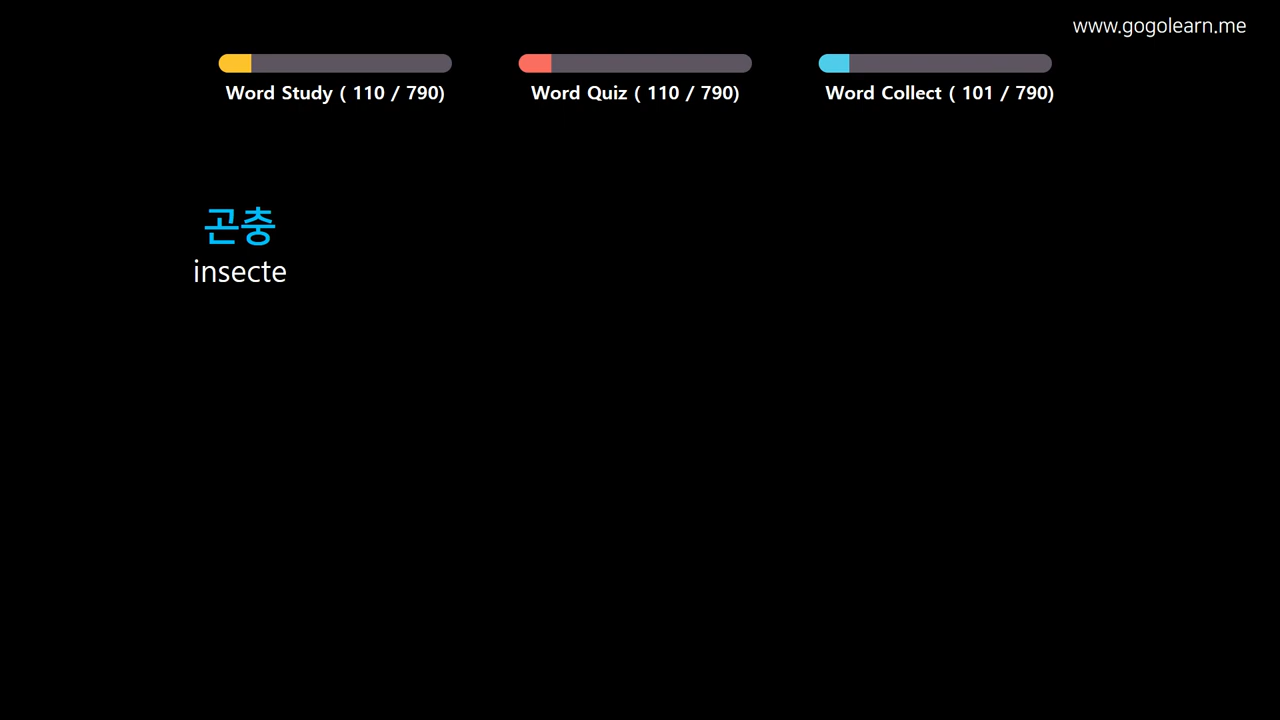 www.gogolearn.me
Word Study ( 110 / 790)
Word Quiz ( 110 / 790)
Word Collect ( 101 / 790)
곤충
insecte